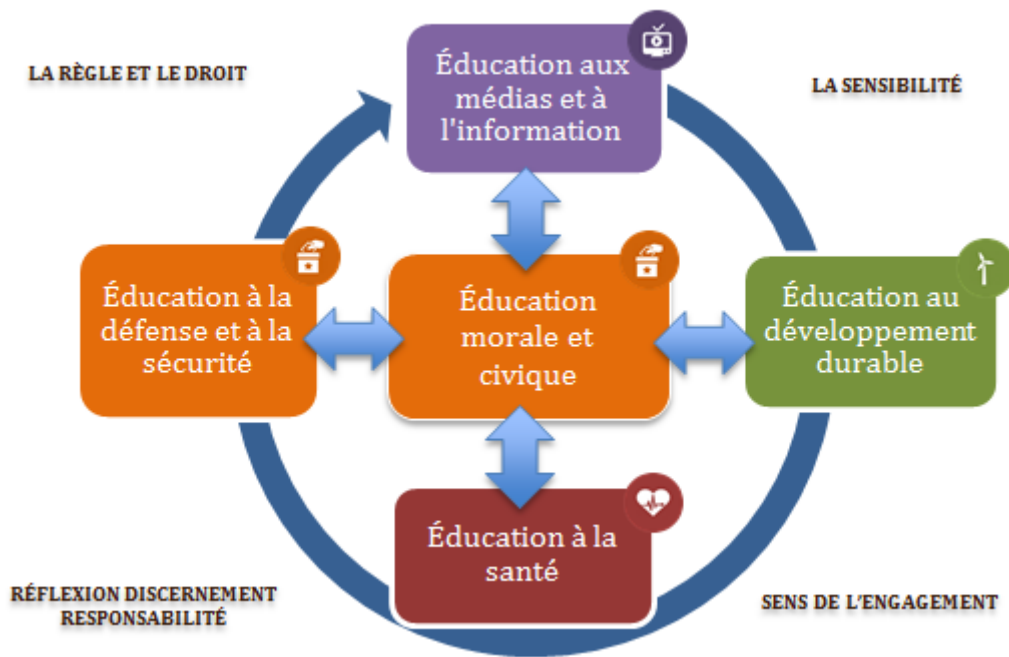 LA RÈGLE ET LE DROIT
Éducation aux
médias et à
l'information
LA SENSIBILITÉ
Éducation à la
défense et à la
sécurité
Éducation
morale et
civique
Éducation au
développement
durable
Éducation à la
santé
RÉFLEXION DISCERNEMENT
RESPONSABILITÉ
SENS DE L'ENGAGEMENT